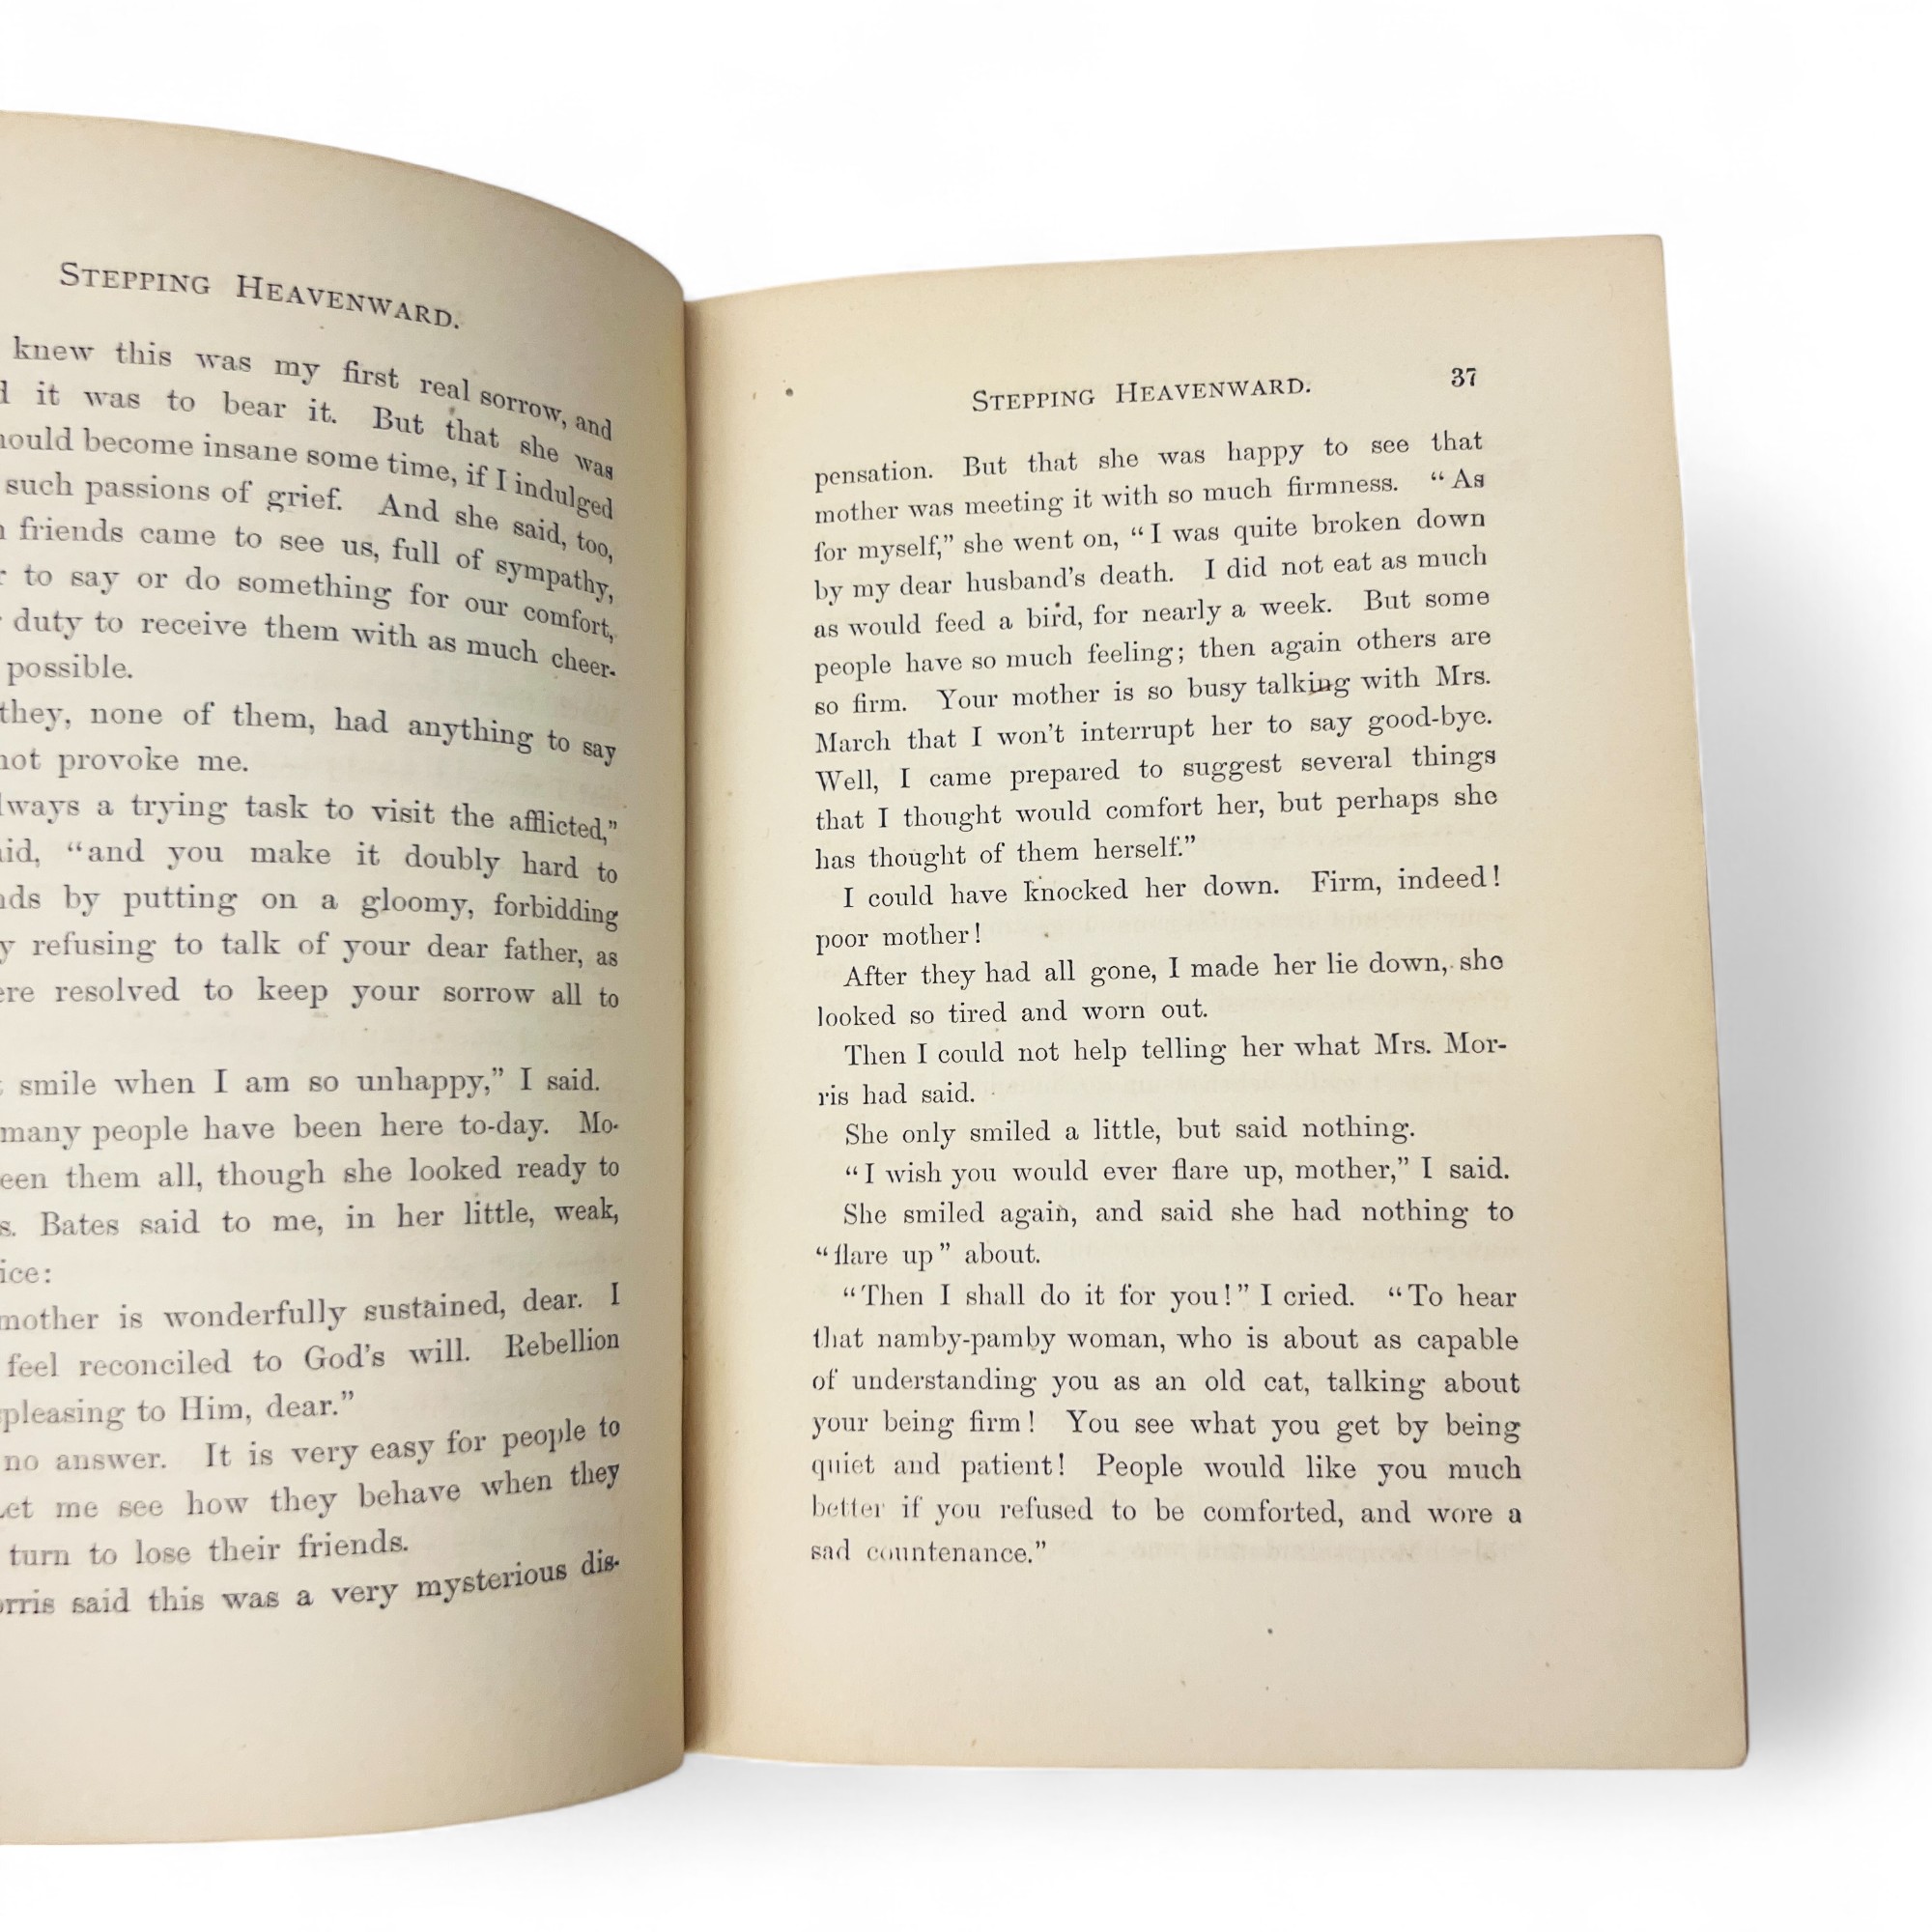 STEPPING HEAVENWARD.
knew this was my first real sorrow, and
it was to bear it. But that she was
become insane some time, if I indulged
such passions of grief. And she said, too,
friends came to see us, full of sympathy,
to say or do something for our comfort,
duty to receive them with as much cheer-
possible.
they, none of them, had anything to say
not provoke me.
a trying task to visit the afflicted,”
“and you make it doubly hard to
by putting on a gloomy, forbidding
refusing to talk of your dear father, as
resolved to keep your sorrow all to
smile when I am so unhappy,” I said.
many people have been here to-day. Mo-
them all, though she looked ready to
Bates said to me, in her little, weak,
mother is wonderfully sustained, dear. I
feel reconciled to God’s will. Rebellion
to Him, dear.”
no answer. It is very easy for people to
me see how they behave when they
turn to lose their friends.
said this was a very mysterious dis-
STEPPING HEAVENWARD. 37
pensation. But that she was happy to see that
mother was meeting it with so much firmness. “As
for myself,” she went on, “I was quite broken down
by my dear husband’s death. I did not eat as much
as would feed a bird, for nearly a week. But some
people have so much feeling; then again others are
so firm. Your mother is so busy talking with Mrs.
March that I won’t interrupt her to say good-bye.
Well, I came prepared to suggest several things
that I thought would comfort her, but perhaps she
has thought of them herself.”
I could have knocked her down. Firm, indeed!
poor mother!
After they had all gone, I made her lie down, she
looked so tired and worn out.
Then I could not help telling her what Mrs. Mor-
ris had said.
She only smiled a little, but said nothing.
“I wish you would ever flare up, mother,” I said.
She smiled again, and said she had nothing to
“flare up” about.
“Then I shall do it for you!” I cried. “To hear
that namby-pamby woman, who is about as capable
of understanding you as an old cat, talking about
your being firm! You see what you get by being
quiet and patient! People would like you much
better if you refused to be comforted, and wore a
sad countenance.”